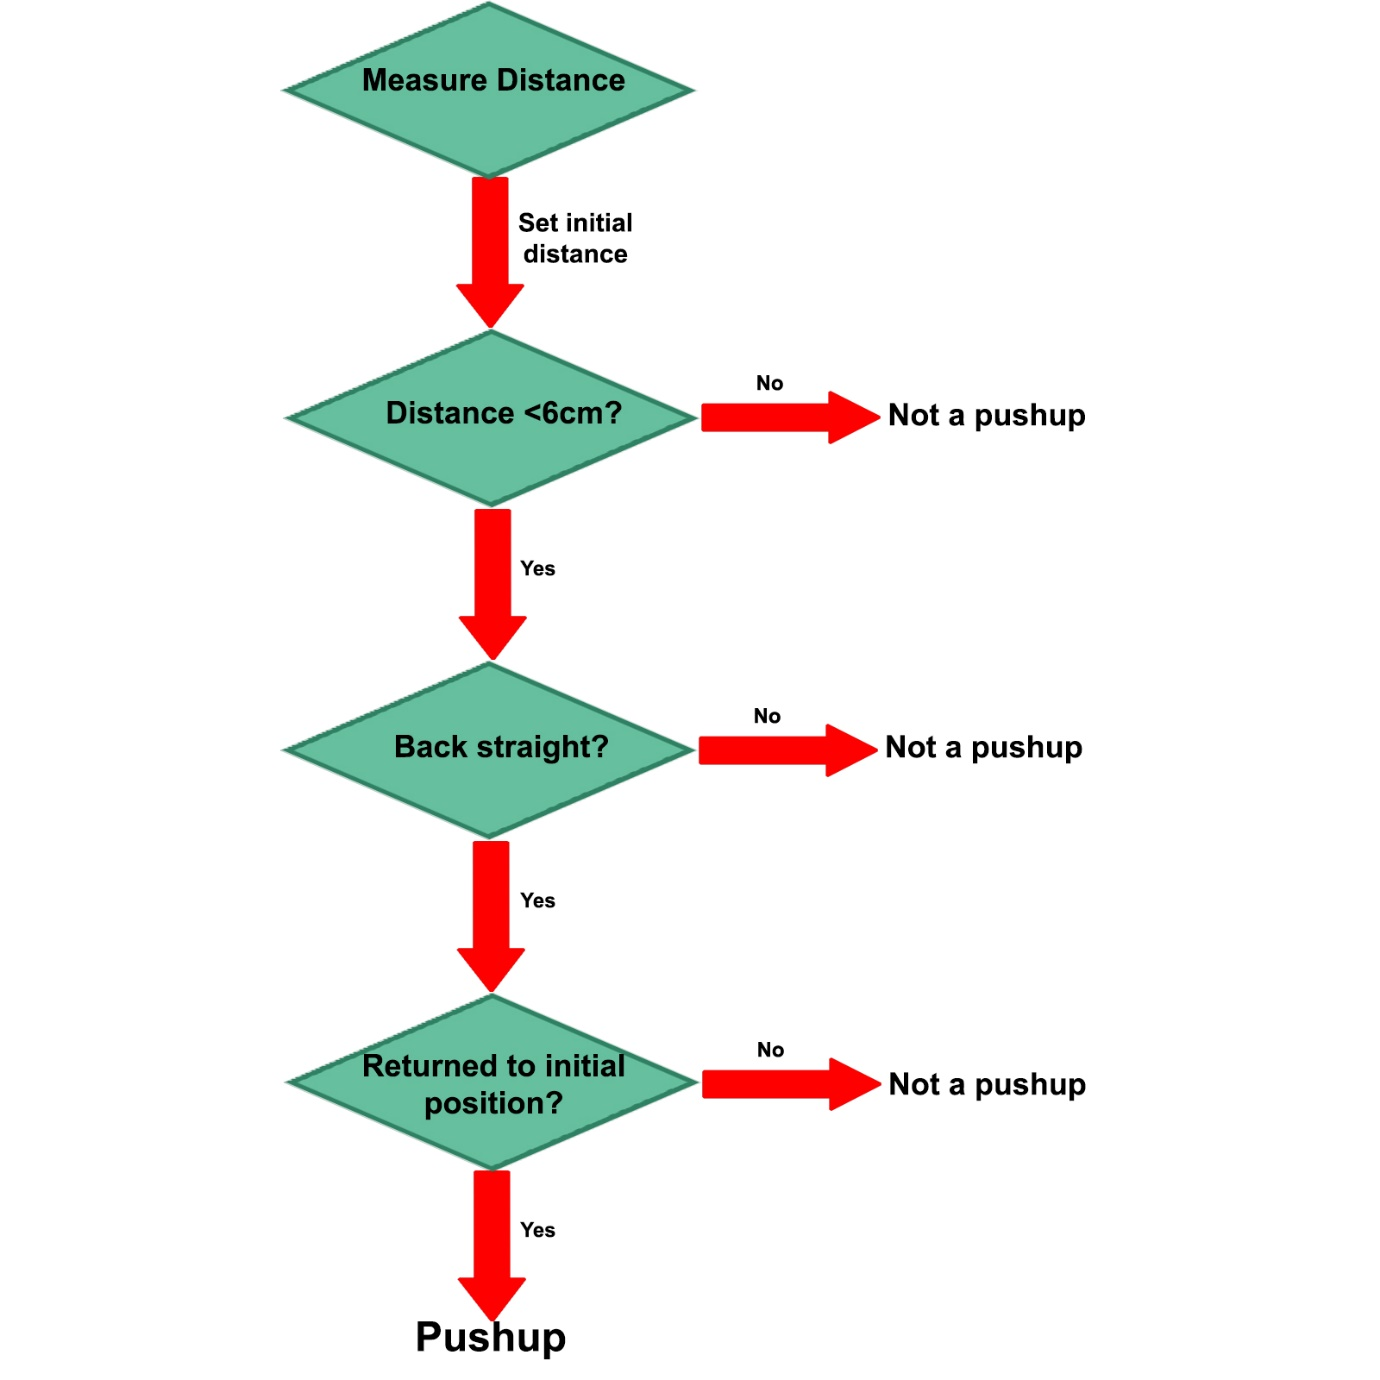 Measure Distance
Set initial
distance
Distance <6cm?
No
Not a pushup
Yes
Back straight?
No
Not a pushup
Yes
Returned to initial
position?
No
Not a pushup
Yes
Pushup